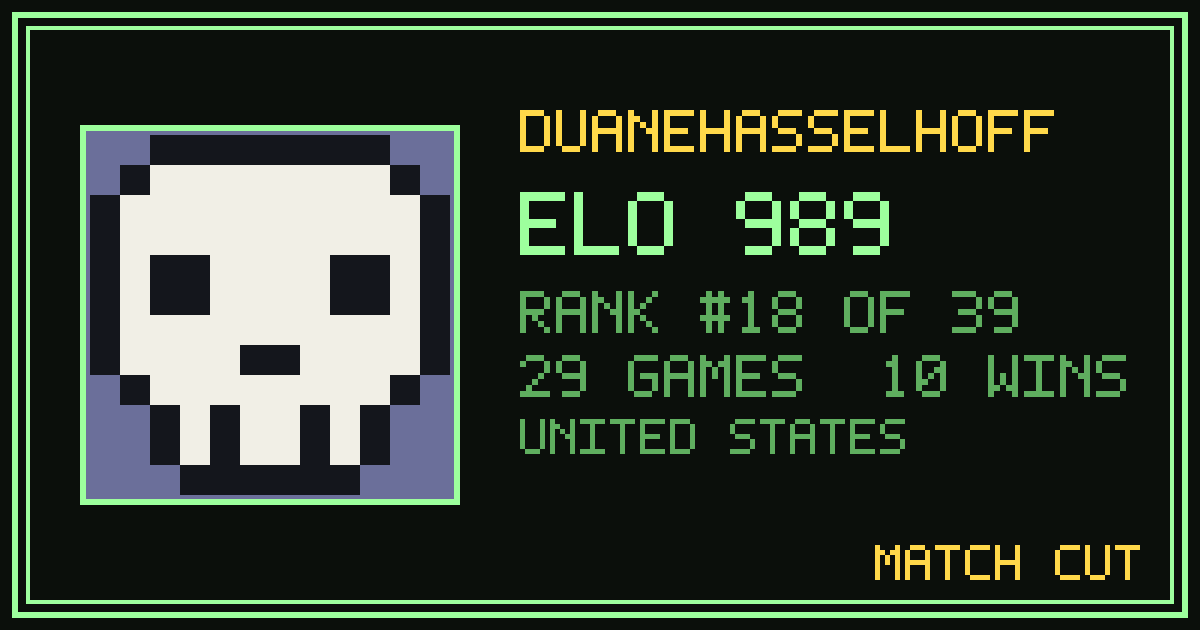 DUANEHASSELHOFF
ELO 989
RANK #18 OF 39
29 GAMES  10 WINS
UNITED STATES
MATCH CUT